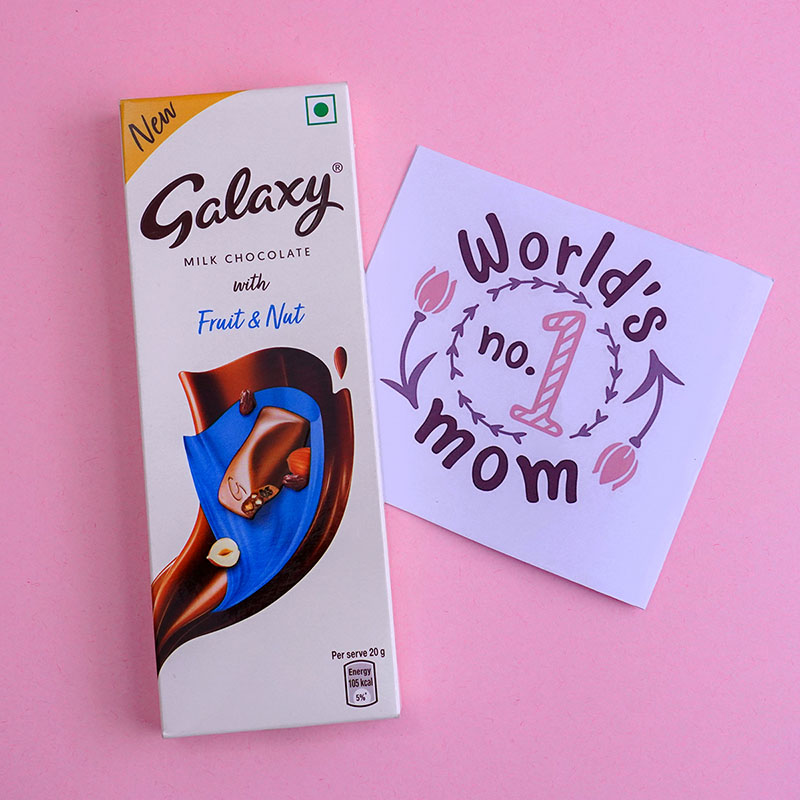 New
Galaxy®
MILK CHOCOLATE
with
Fruit & Nut
Per serve 20 g
Energy
105 kcal
5%*
World's
no. 1
mom